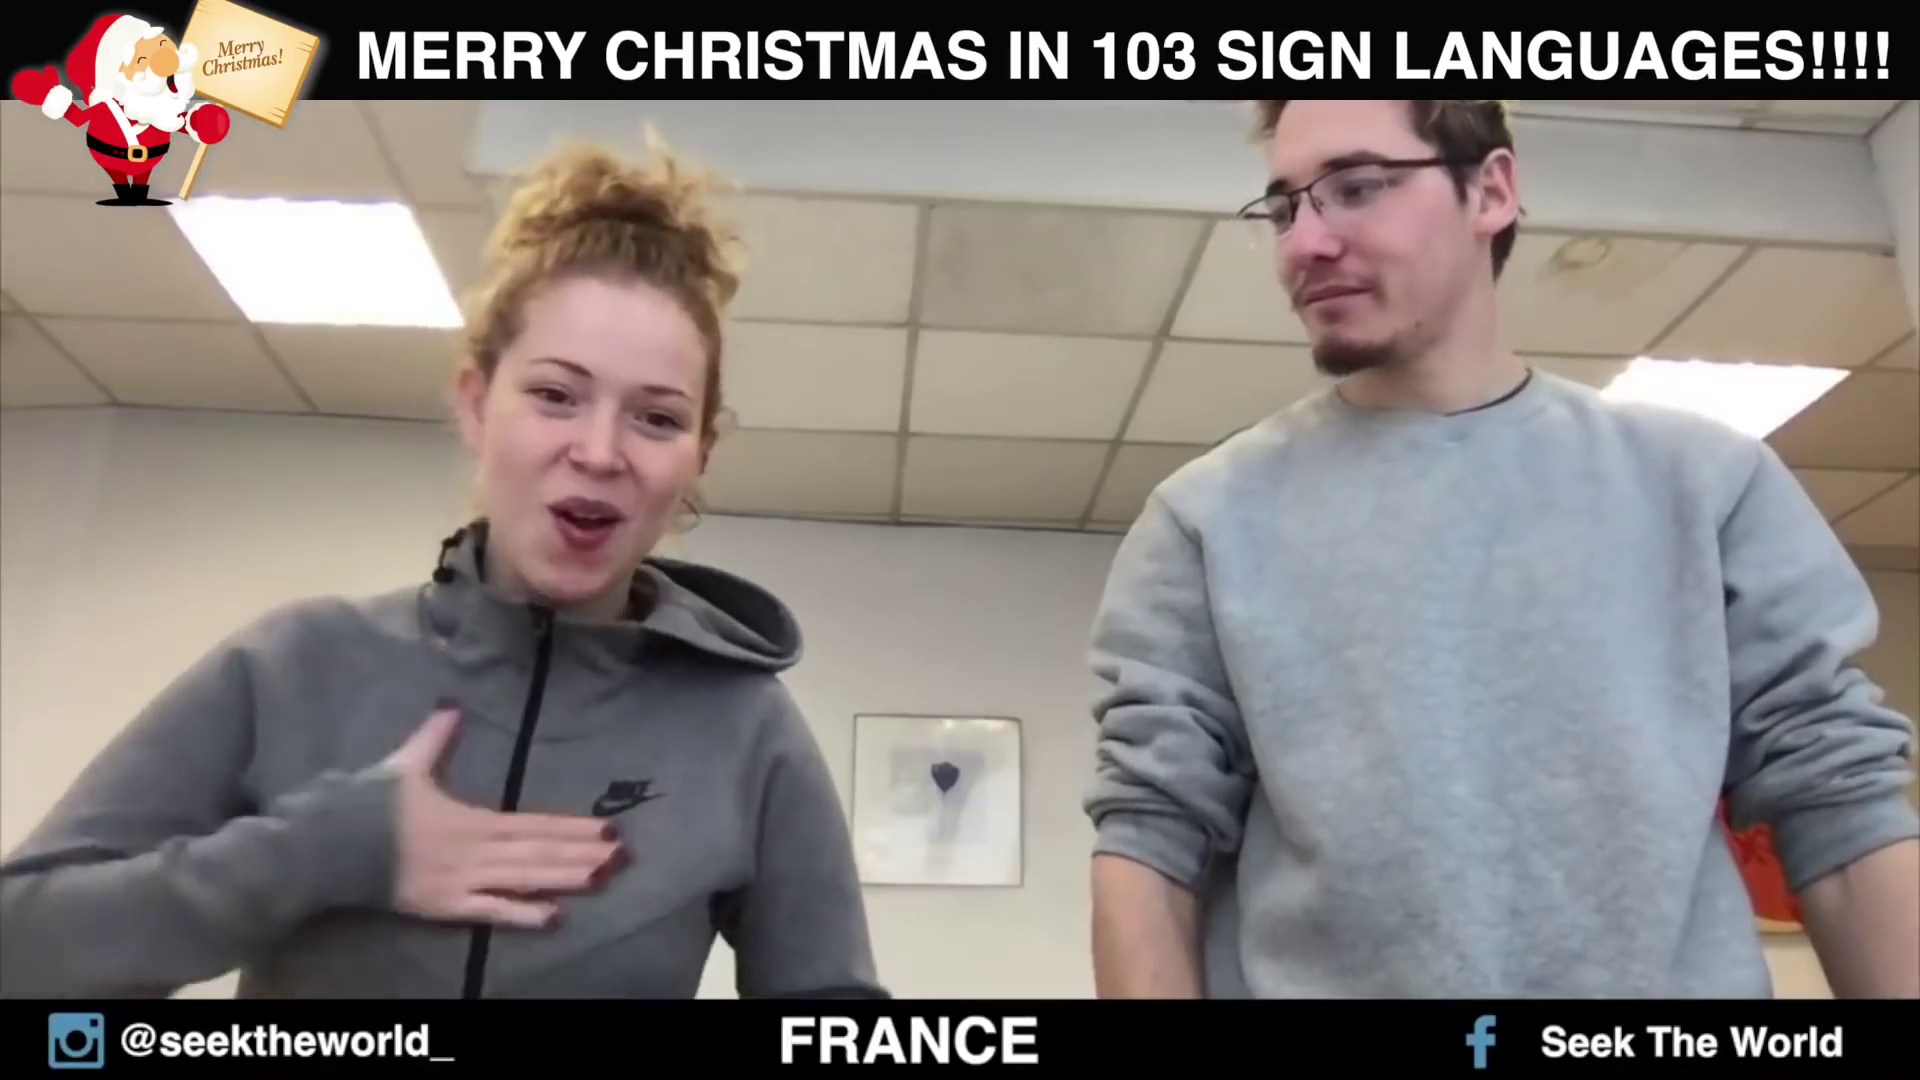 Merry
Christmas!
MERRY CHRISTMAS IN 103 SIGN LANGUAGES!!!!
NIKE
@seektheworld_
FRANCE
Seek The World